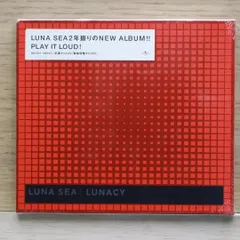 LUNA SEA2年振りのNEW ALBUM!!
PLAY IT LOUD!
LUNA SEA | LUNACY